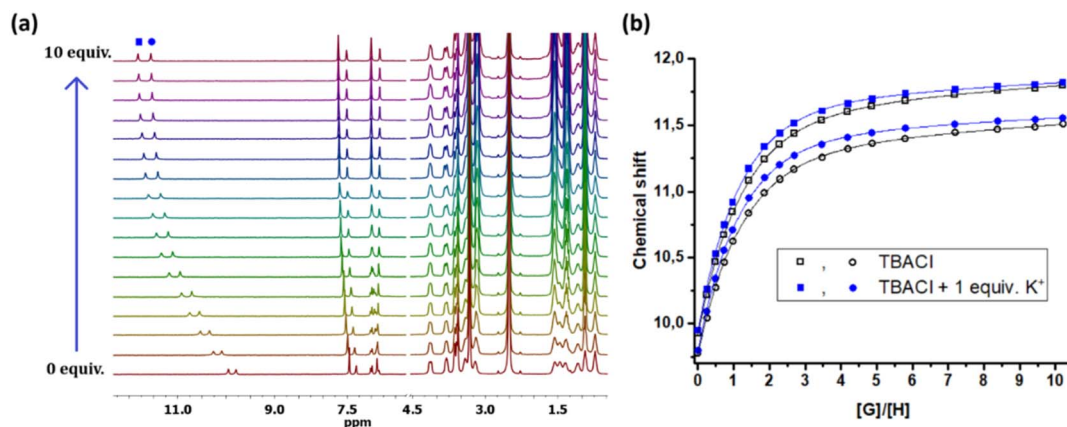 (a)
10 equiv.
0 equiv.
11.0 7.5 4.5 3.0 1.5
ppm
(b)
Chemical shift
12,0
11,5
11,0
10,5
10,0
TBACl
TBACl + 1 equiv. K⁺
0 1 2 3 4 5 6 7 8 9 10
[G]/[H]